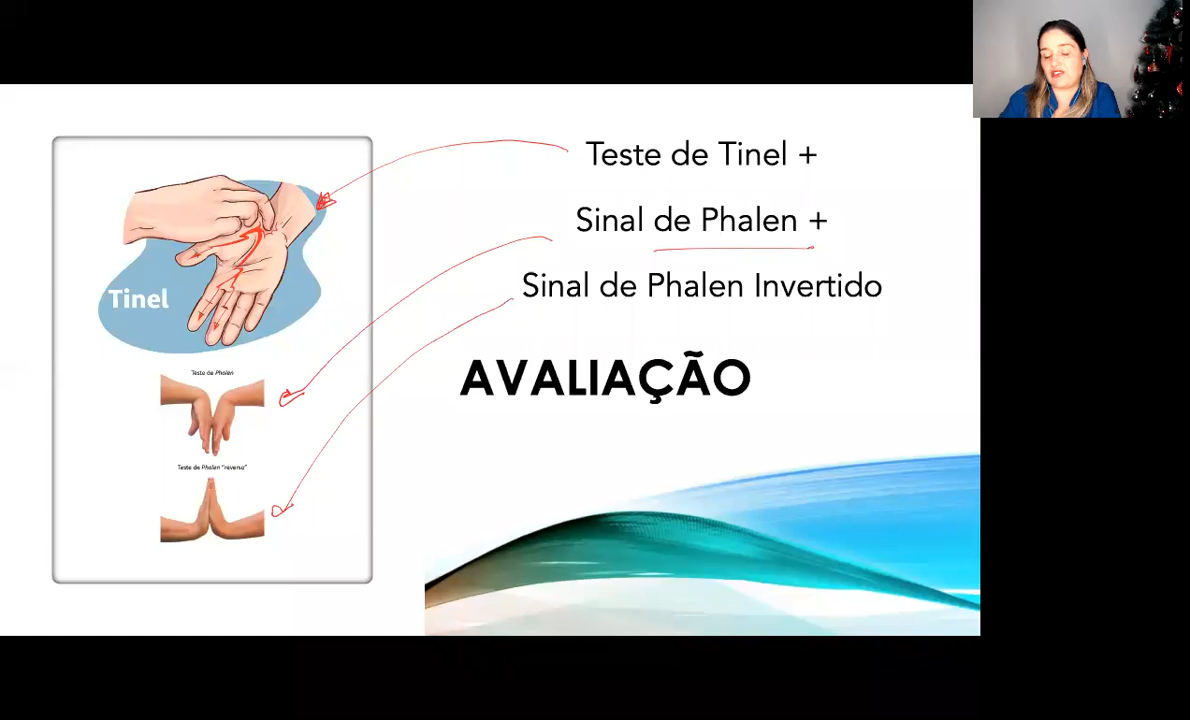 Teste de Tinel +
Sinal de Phalen +
Sinal de Phalen Invertido
AVALIAÇÃO
Tinel
Teste de Phalen
Teste de Phalen "reverso"